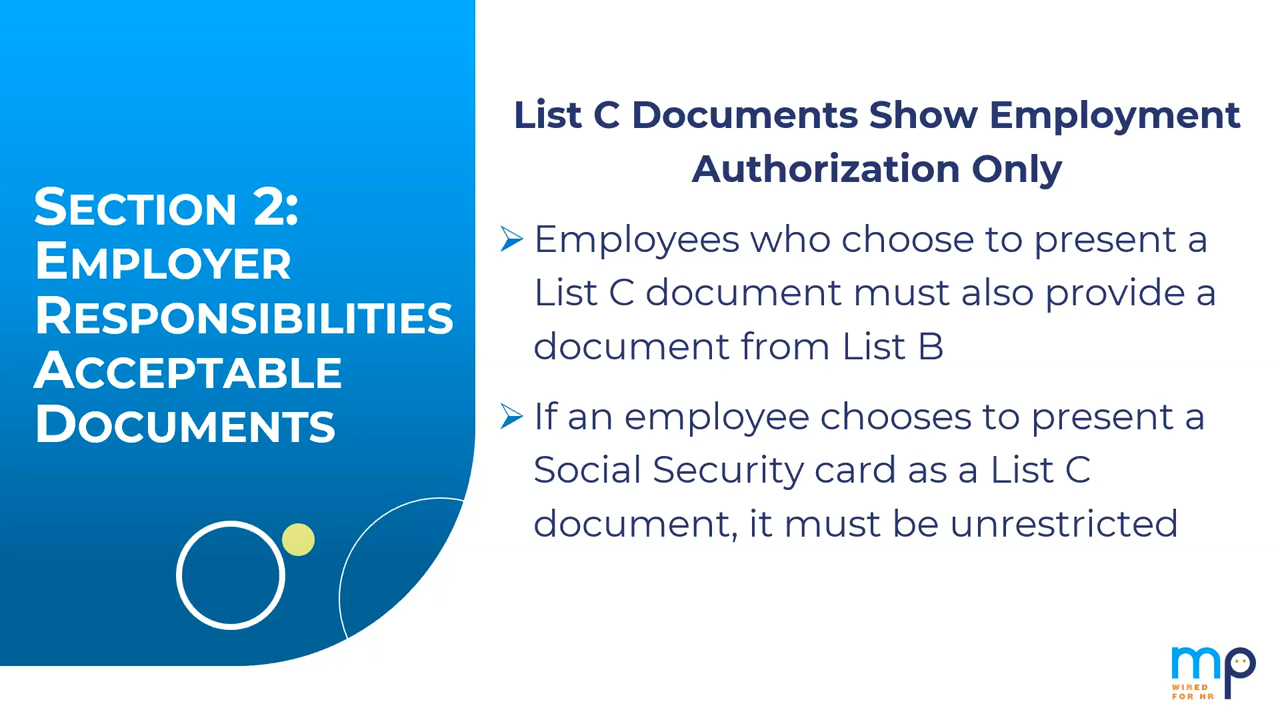 SECTION 2:
EMPLOYER
RESPONSIBILITIES
ACCEPTABLE
DOCUMENTS
List C Documents Show Employment
Authorization Only
Employees who choose to present a
List C document must also provide a
document from List B
If an employee chooses to present a
Social Security card as a List C
document, it must be unrestricted
mp
WIRED
FOR HR